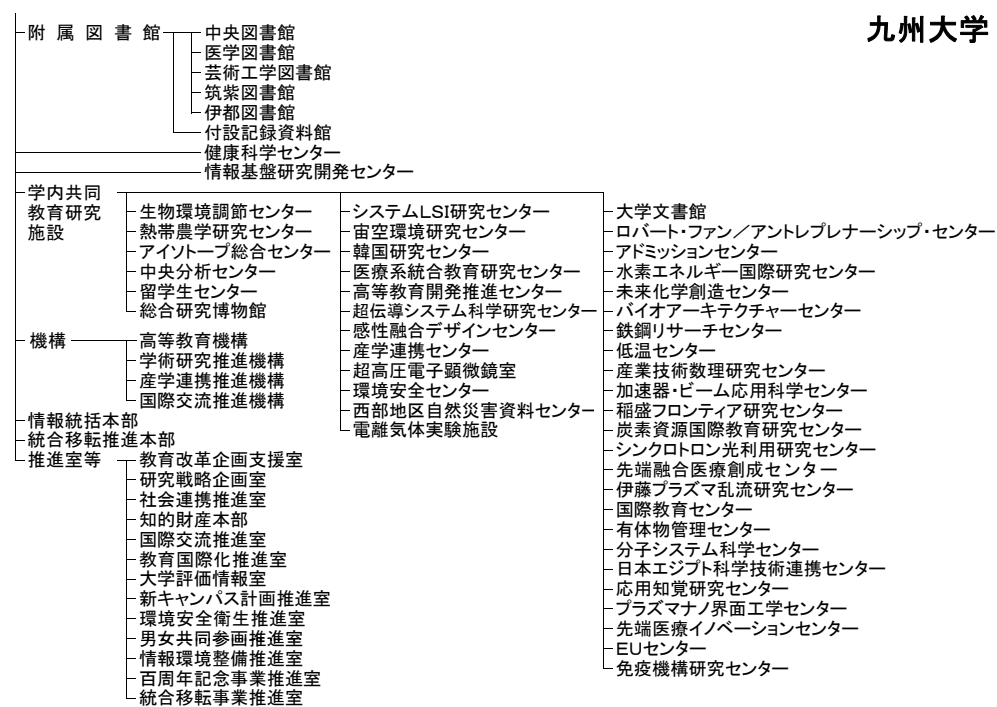 九州大学
附属図書館
中央図書館
医学図書館
芸術工学図書館
筑紫図書館
伊都図書館
付設記録資料館
健康科学センター
情報基盤研究開発センター
学内共同
教育研究
施設
生物環境調節センター
熱帯農学研究センター
アイソトープ総合センター
中央分析センター
留学生センター
総合研究博物館
システムLSI研究センター
宙空環境研究センター
韓国研究センター
医療系統合教育研究センター
高等教育開発推進センター
超伝導システム科学研究センター
感性融合デザインセンター
産学連携センター
超高圧電子顕微鏡室
環境安全センター
西部地区自然災害資料センター
電離気体実験施設
大学文書館
ロバート・ファン／アントレプレナーシップ・センター
アドミッションセンター
水素エネルギー国際研究センター
未来化学創造センター
バイオアーキテクチャーセンター
鉄鋼リサーチセンター
低温センター
産業技術数理研究センター
加速器・ビーム応用科学センター
稲盛フロンティア研究センター
炭素資源国際教育研究センター
シンクロトロン光利用研究センター
先端融合医療創成センター
伊藤プラズマ乱流研究センター
国際教育センター
有体物管理センター
分子システム科学センター
日本エジプト科学技術連携センター
応用知覚研究センター
プラズマナノ界面工学センター
先端医療イノベーションセンター
EUセンター
免疫機構研究センター
機構
高等教育機構
学術研究推進機構
産学連携推進機構
国際交流推進機構
情報統括本部
統合移転推進本部
推進室等
教育改革企画支援室
研究戦略企画室
社会連携推進室
知的財産本部
国際交流推進室
教育国際化推進室
大学評価情報室
新キャンパス計画推進室
環境安全衛生推進室
男女共同参画推進室
情報環境整備推進室
百周年記念事業推進室
統合移転事業推進室